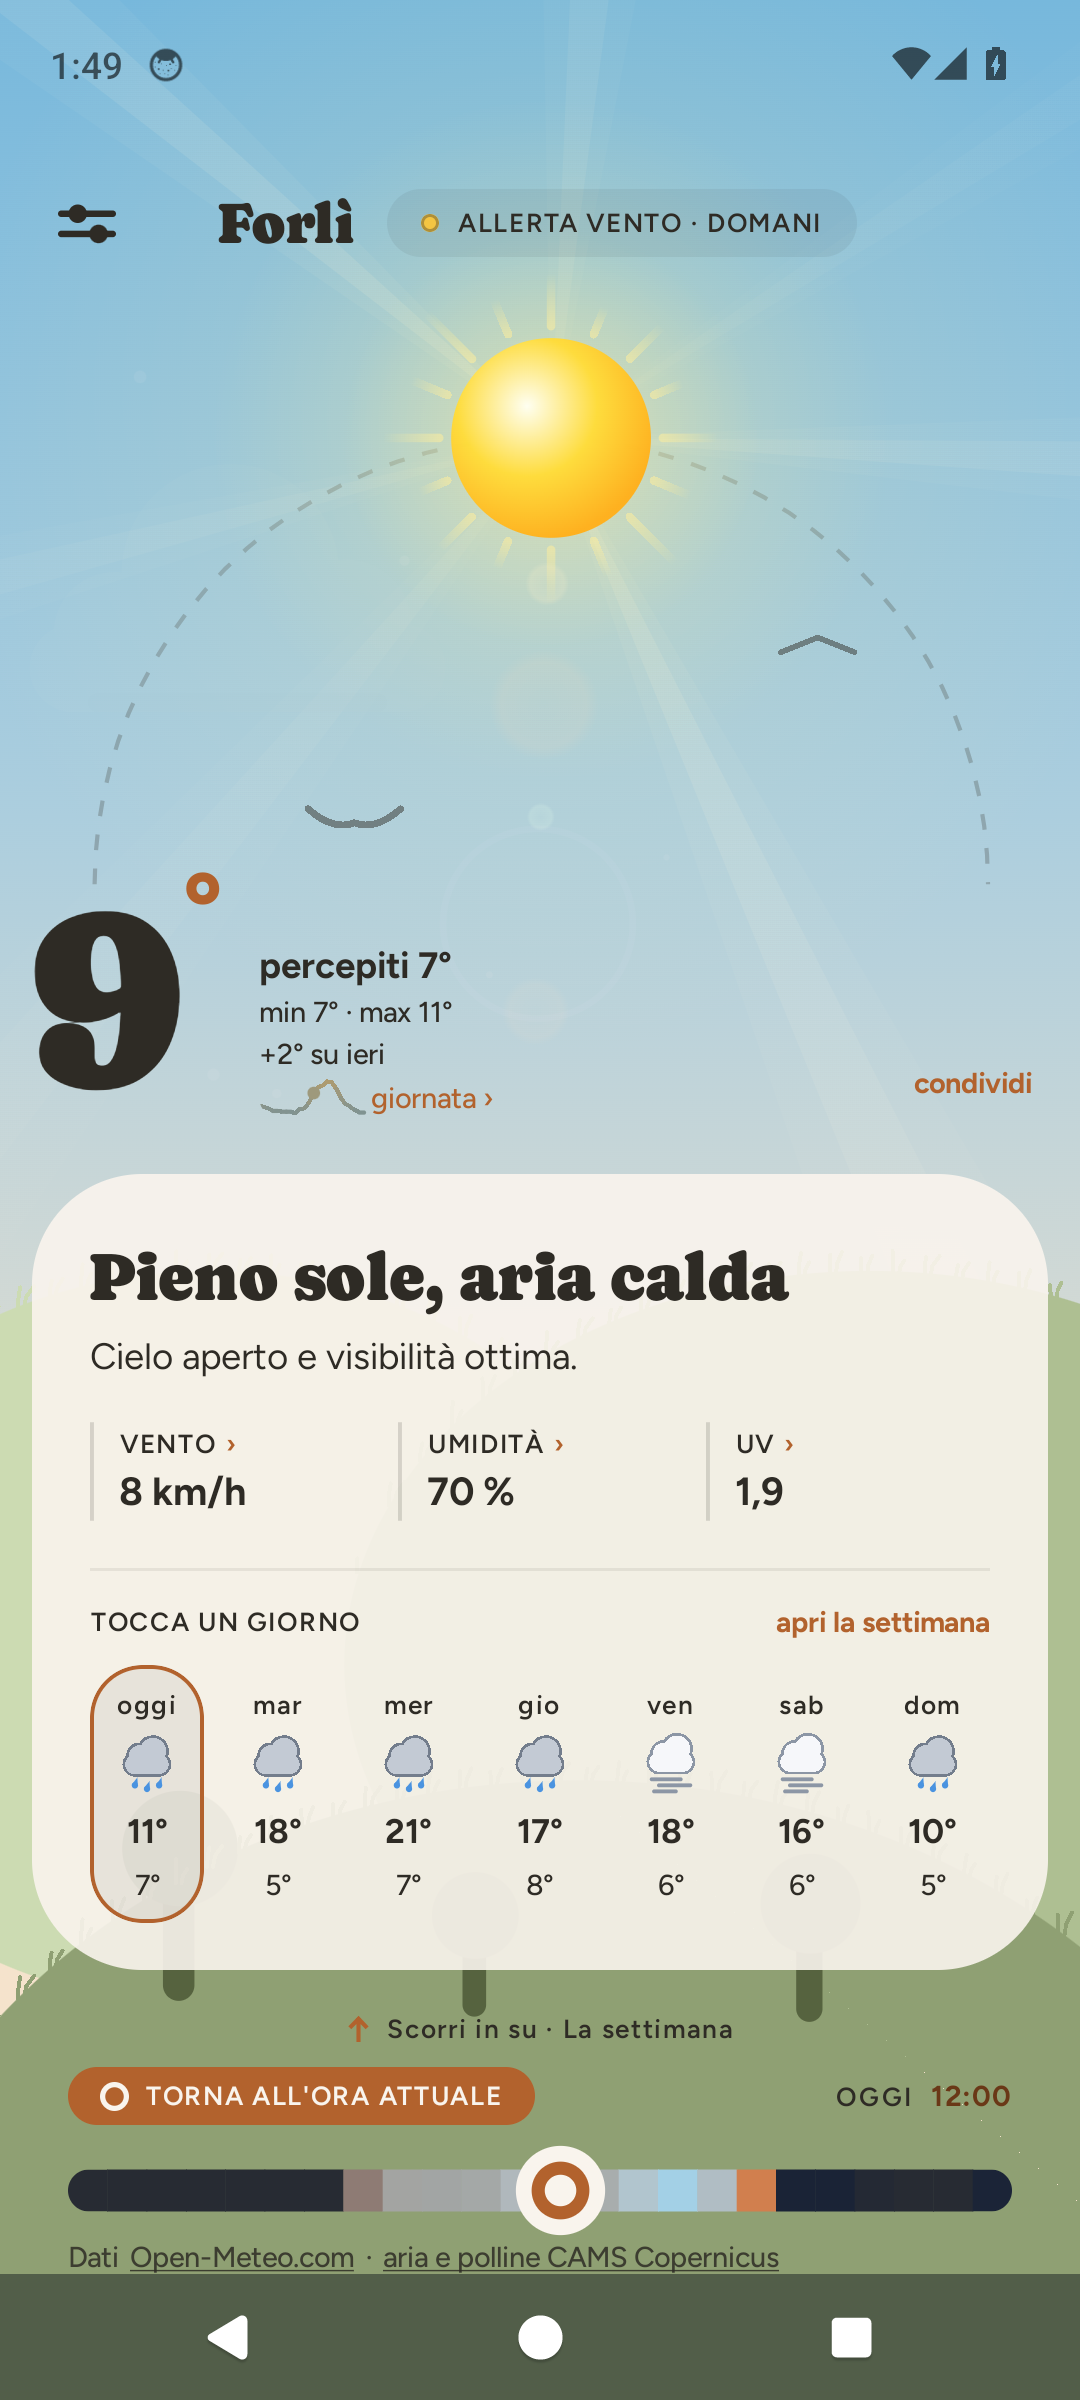 1:49
Forlì
ALLERTA VENTO · DOMANI
9°
percepiti 7°
min 7° · max 11°
+2° su ieri
giornata ›
condividi
Pieno sole, aria calda
Cielo aperto e visibilità ottima.
VENTO › UMIDITÀ › UV ›
8 km/h 70 % 1,9
TOCCA UN GIORNO apri la settimana
oggi mar mer gio ven sab dom
11° 18° 21° 17° 18° 16° 10°
7° 5° 7° 8° 6° 6° 5°
↑ Scorri in su · La settimana
TORNA ALL'ORA ATTUALE OGGI 12:00
Dati Open-Meteo.com · aria e polline CAMS Copernicus